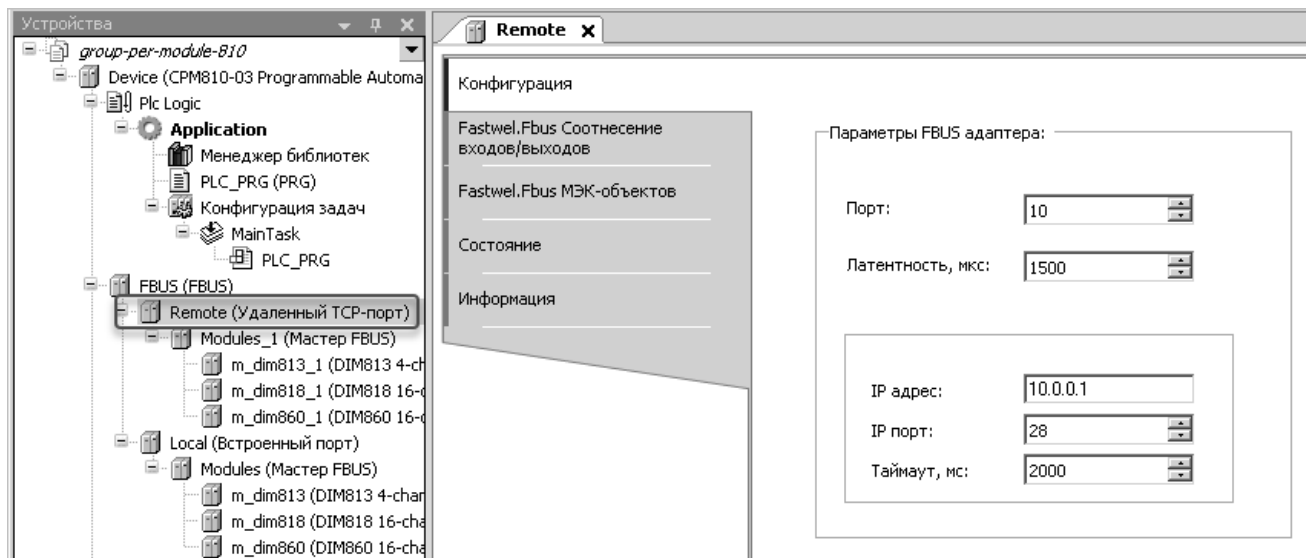 Устройства
group-per-module-810
Device (CPM810-03 Programmable Automa
Plc Logic
Application
Менеджер библиотек
PLC_PRG (PRG)
Конфигурация задач
MainTask
PLC_PRG
FBUS (FBUS)
Remote (Удаленный TCP-порт)
Modules_1 (Мастер FBUS)
m_dim813_1 (DIM813 4-ch
m_dim818_1 (DIM818 16-c
m_dim860_1 (DIM860 16-c
Local (Встроенный порт)
Modules (Мастер FBUS)
m_dim813 (DIM813 4-char
m_dim818 (DIM818 16-cha
m_dim860 (DIM860 16-cha
Remote
Конфигурация
Fastwel.Fbus Соотнесение
входов/выходов
Fastwel.Fbus МЭК-объектов
Состояние
Информация
Параметры FBUS адаптера:
Порт: 10
Латентность, мкс: 1500
IP адрес: 10.0.0.1
IP порт: 28
Таймаут, мс: 2000